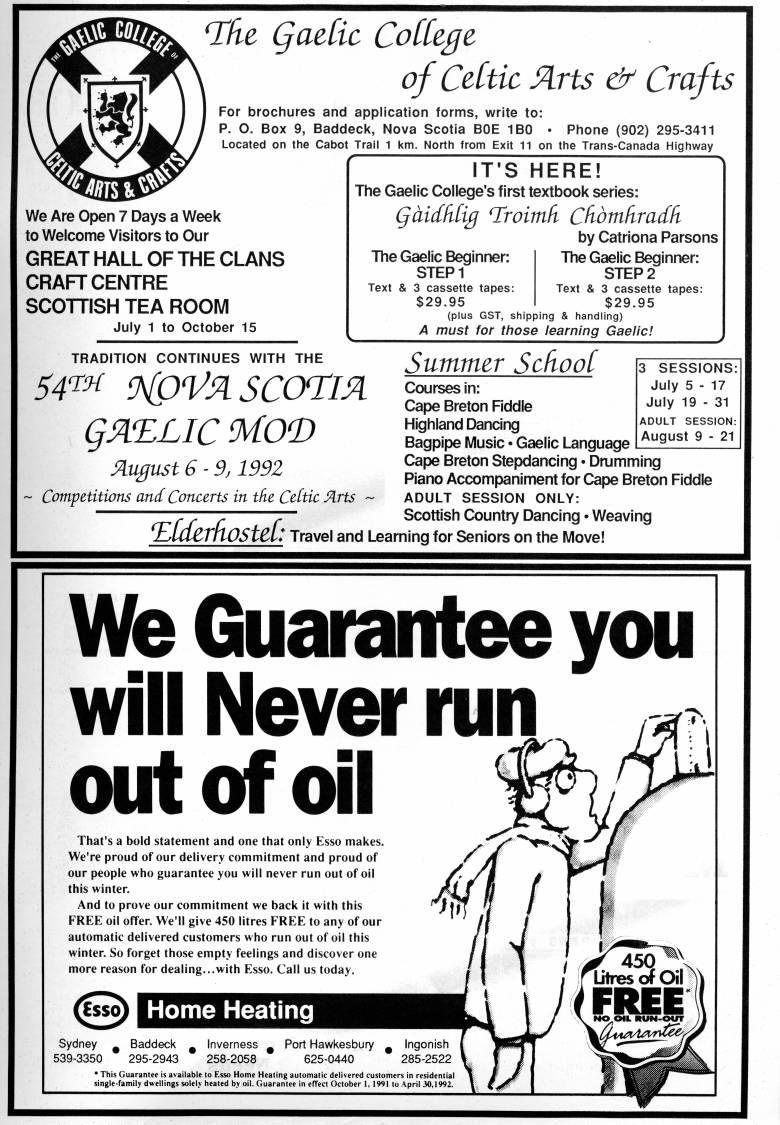 THE GAELIC COLLEGE OF
CELTIC ARTS & CRAFTS
The Gaelic College
of Celtic Arts & Crafts
For brochures and application forms, write to:
P. O. Box 9, Baddeck, Nova Scotia B0E 1B0 • Phone (902) 295-3411
Located on the Cabot Trail 1 km. North from Exit 11 on the Trans-Canada Highway
We Are Open 7 Days a Week
to Welcome Visitors to Our
GREAT HALL OF THE CLANS
CRAFT CENTRE
SCOTTISH TEA ROOM
July 1 to October 15
IT'S HERE!
The Gaelic College's first textbook series:
Gàidhlig Troimh Chòmhradh
by Catriona Parsons
The Gaelic Beginner:
STEP 1
Text & 3 cassette tapes:
$29.95
The Gaelic Beginner:
STEP 2
Text & 3 cassette tapes:
$29.95
(plus GST, shipping & handling)
A must for those learning Gaelic!
TRADITION CONTINUES WITH THE
54TH NOVA SCOTIA
GAELIC MOD
August 6 - 9, 1992
~ Competitions and Concerts in the Celtic Arts ~
Summer School
Courses in:
Cape Breton Fiddle
Highland Dancing
Bagpipe Music • Gaelic Language
Cape Breton Stepdancing • Drumming
Piano Accompaniment for Cape Breton Fiddle
ADULT SESSION ONLY:
Scottish Country Dancing • Weaving
3 SESSIONS:
July 5 - 17
July 19 - 31
ADULT SESSION:
August 9 - 21
Elderhostel: Travel and Learning for Seniors on the Move!
We Guarantee you
will Never run
out of oil
That's a bold statement and one that only Esso makes.
We're proud of our delivery commitment and proud of
our people who guarantee you will never run out of oil
this winter.
And to prove our commitment we back it with this
FREE oil offer. We'll give 450 litres FREE to any of our
automatic delivered customers who run out of oil this
winter. So forget those empty feelings and discover one
more reason for dealing...with Esso. Call us today.
450
Litres of Oil
FREE*
NO OIL RUN-OUT
Guarantee
Esso Home Heating
Sydney • Baddeck • Inverness • Port Hawkesbury • Ingonish
539-3350 295-2943 258-2058 625-0440 285-2522
* This Guarantee is available to Esso Home Heating automatic delivered customers in residential
single-family dwellings solely heated by oil. Guarantee in effect October 1, 1991 to April 30,1992.